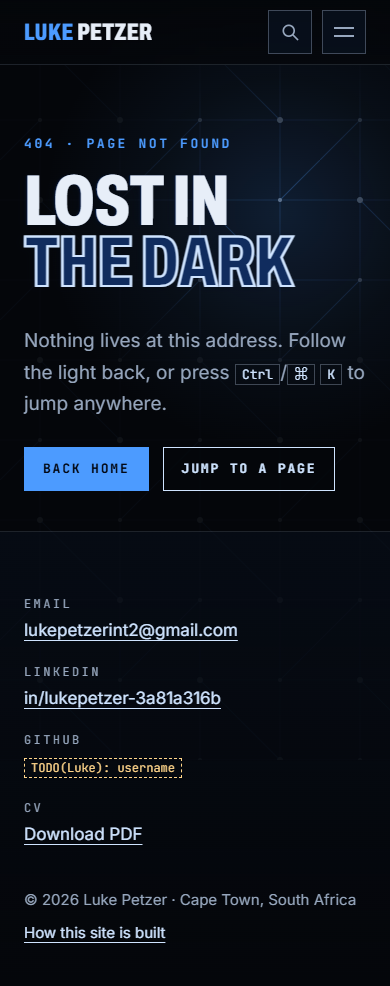 LUKE PETZER
404 · PAGE NOT FOUND
LOST IN
THE DARK
Nothing lives at this address. Follow
the light back, or press Ctrl/⌘ K to
jump anywhere.
BACK HOME
JUMP TO A PAGE
EMAIL
lukepetzerint2@gmail.com
LINKEDIN
in/lukepetzer-3a81a316b
GITHUB
TODO(Luke): username
CV
Download PDF
© 2026 Luke Petzer · Cape Town, South Africa
How this site is built